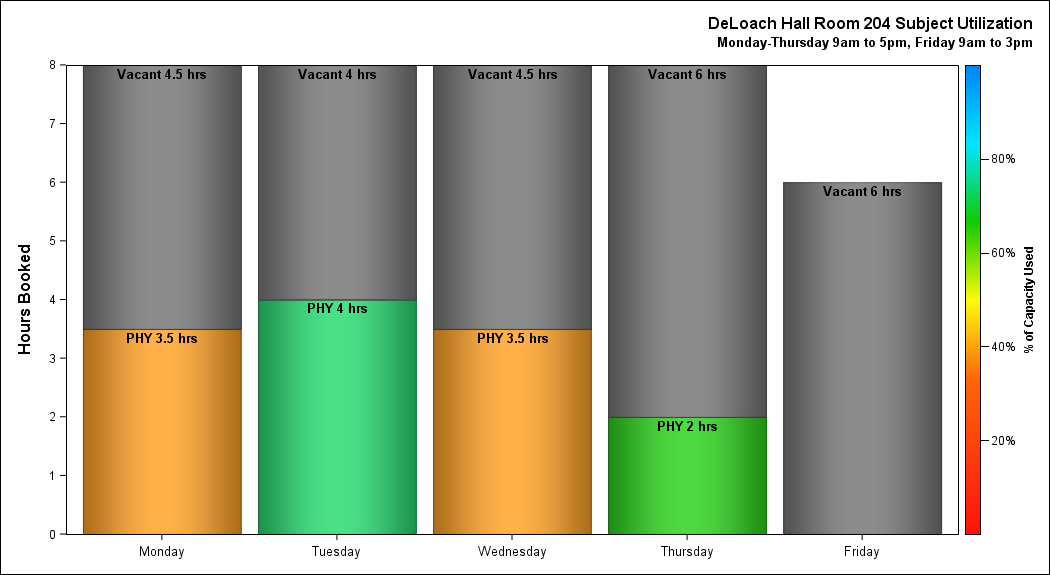 DeLoach Hall Room 204 Subject Utilization
Monday-Thursday 9am to 5pm, Friday 9am to 3pm
Hours Booked
8
7
6
5
4
3
2
1
0
Vacant 4.5 hrs
PHY 3.5 hrs
Vacant 4 hrs
PHY 4 hrs
Vacant 4.5 hrs
PHY 3.5 hrs
Vacant 6 hrs
PHY 2 hrs
Vacant 6 hrs
Monday
Tuesday
Wednesday
Thursday
Friday
80%
60%
40%
20%
% of Capacity Used